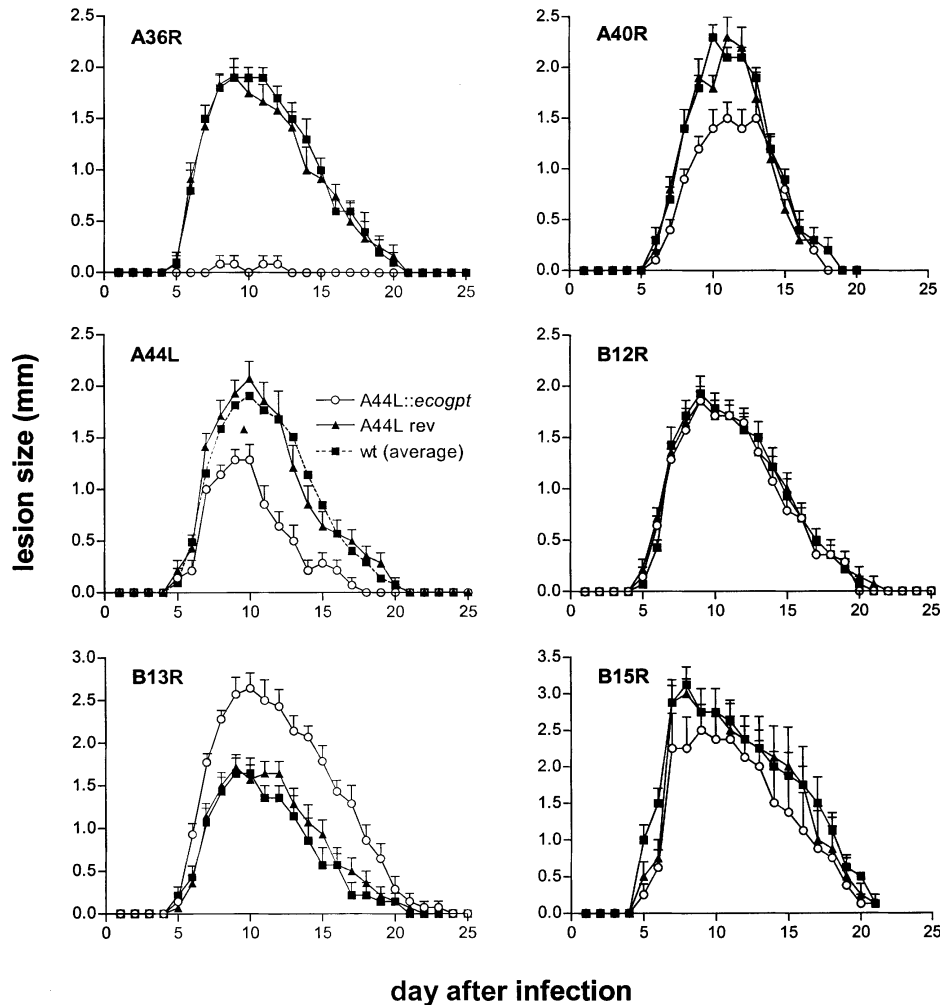 A36R
2.5
2.0
1.5
1.0
0.5
0.0
0 5 10 15 20 25
A40R
2.5
2.0
1.5
1.0
0.5
0.0
0 5 10 15 20 25
A44L
2.5
2.0
1.5
1.0
0.5
0.0
0 5 10 15 20 25
A44L::ecogpt
A44L rev
wt (average)
B12R
2.5
2.0
1.5
1.0
0.5
0.0
0 5 10 15 20 25
B13R
3.0
2.5
2.0
1.5
1.0
0.5
0.0
0 5 10 15 20 25
B15R
3.5
3.0
2.5
2.0
1.5
1.0
0.5
0.0
0 5 10 15 20 25
lesion size (mm)
day after infection